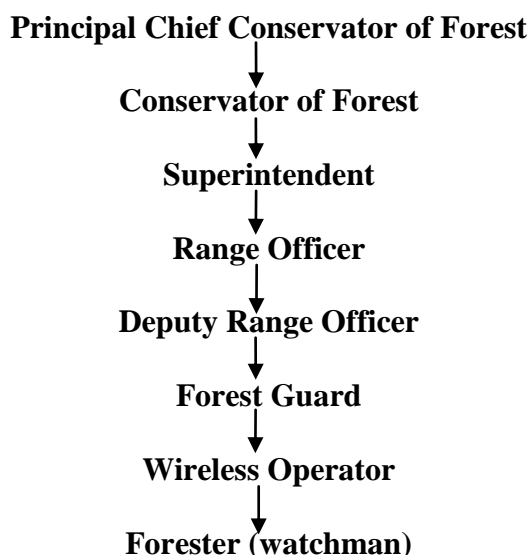 Principal Chief Conservator of Forest
Conservator of Forest
Superintendent
Range Officer
Deputy Range Officer
Forest Guard
Wireless Operator
Forester (watchman)